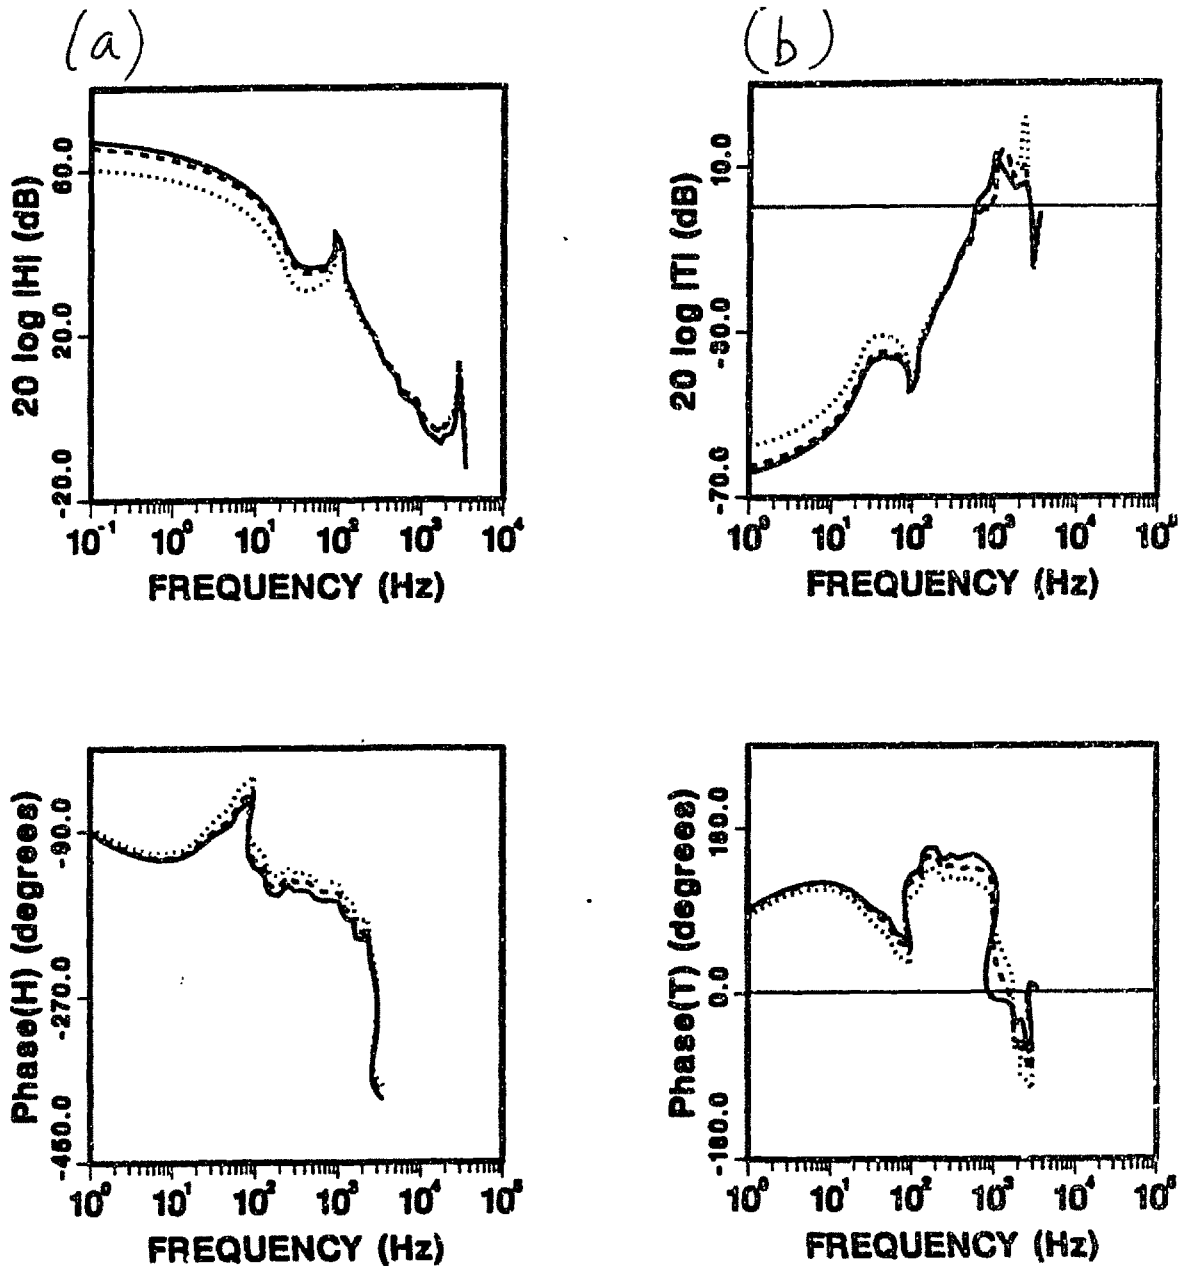 (a)
20 log |H| (dB)
60.0
20.0
-20.0
10⁻¹ 10⁰ 10¹ 10² 10³ 10⁴
FREQUENCY (Hz)
(b)
20 log |T| (dB)
10.0
-30.0
-70.0
10⁰ 10¹ 10² 10³ 10⁴ 10⁵
FREQUENCY (Hz)
Phase(H) (degrees)
-90.0
-270.0
-450.0
10⁰ 10¹ 10² 10³ 10⁴ 10⁵
FREQUENCY (Hz)
Phase(T) (degrees)
180.0
0.0
-180.0
10⁰ 10¹ 10² 10³ 10⁴ 10⁵
FREQUENCY (Hz)